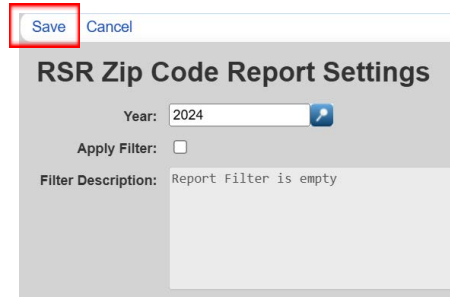 Save Cancel
RSR Zip Code Report Settings
Year: 2024
Apply Filter:
Filter Description: Report Filter is empty